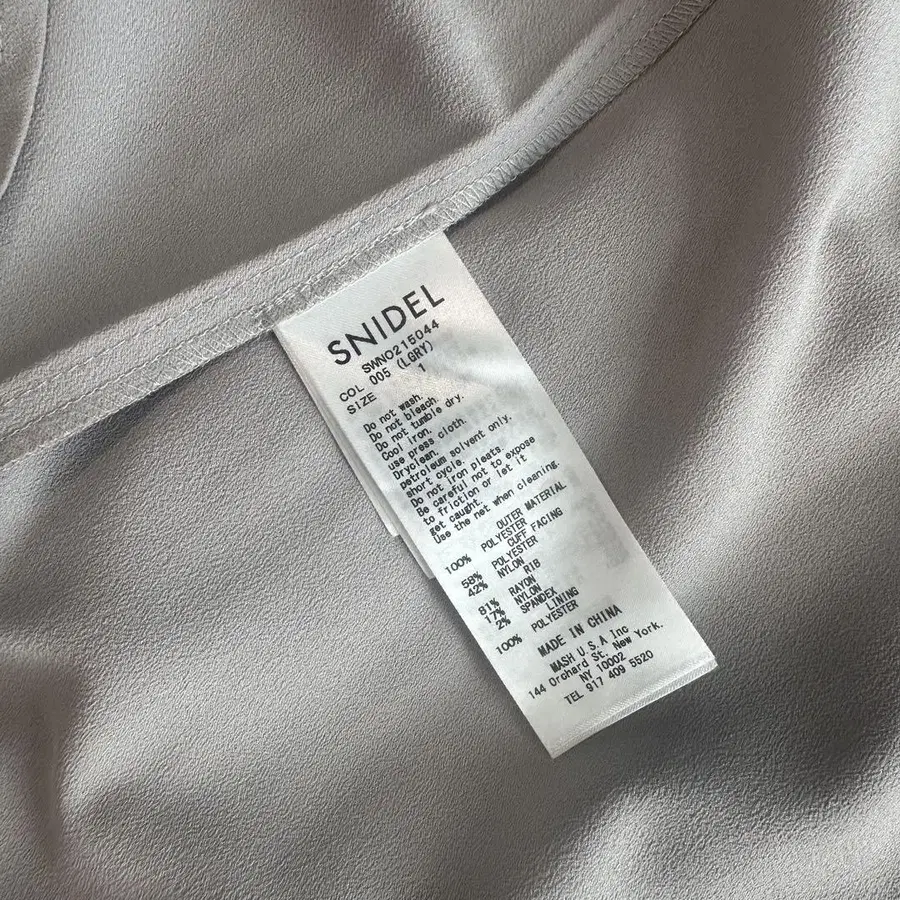 SNIDEL
SWNO215044
COL 005 (LGRY)
SIZE 1
Do not wash.
Do not bleach.
Do not tumble dry.
Cool iron.
use press cloth.
Dryclean.
petroleum solvent only.
short cycle.
Do not iron pleats.
Be careful not to expose
to friction or let it
get caught.
Use the net when cleaning.
OUTER MATERIAL
100% POLYESTER
CUFF FACING
58% POLYESTER
42% NYLON
RIB
81% RAYON
17% NYLON
2% SPANDEX
LINING
100% POLYESTER
MADE IN CHINA
MASH U.S.A Inc
144 Orchard St, New York.
NY 10002
TEL 917 409 5520